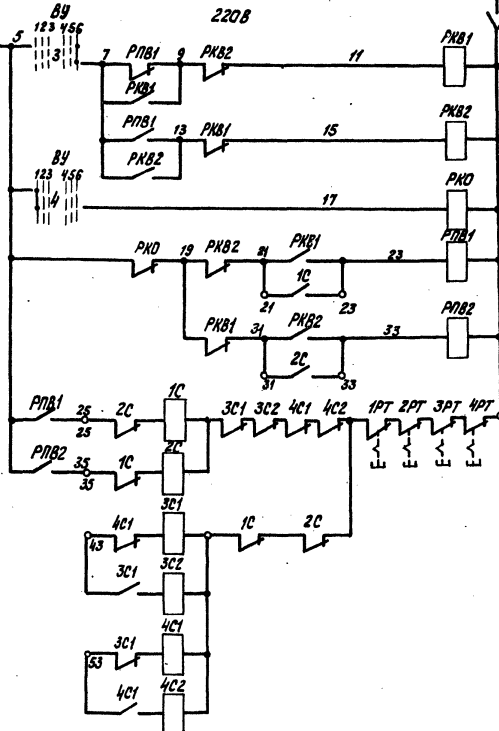 220В
ВУ
5
123 456
3
7
РПВ1
9
РКВ2
11
РКВ1
РКВ1
РПВ1
13
РКВ1
15
РКВ2
РКВ2
ВУ
123 456
4
17
РКО
РКО
19
РКВ2
21
РКВ1
23
РПВ1
1С
21
23
РКВ1
31
РКВ2
33
РПВ2
2С
31
33
РПВ1
25
25
2С
1С
3С1
3С2
4С1
4С2
1РТ
2РТ
3РТ
4РТ
РПВ2
35
35
1С
2С
43
4С1
3С1
1С
2С
3С1
3С2
53
3С1
4С1
4С1
4С2